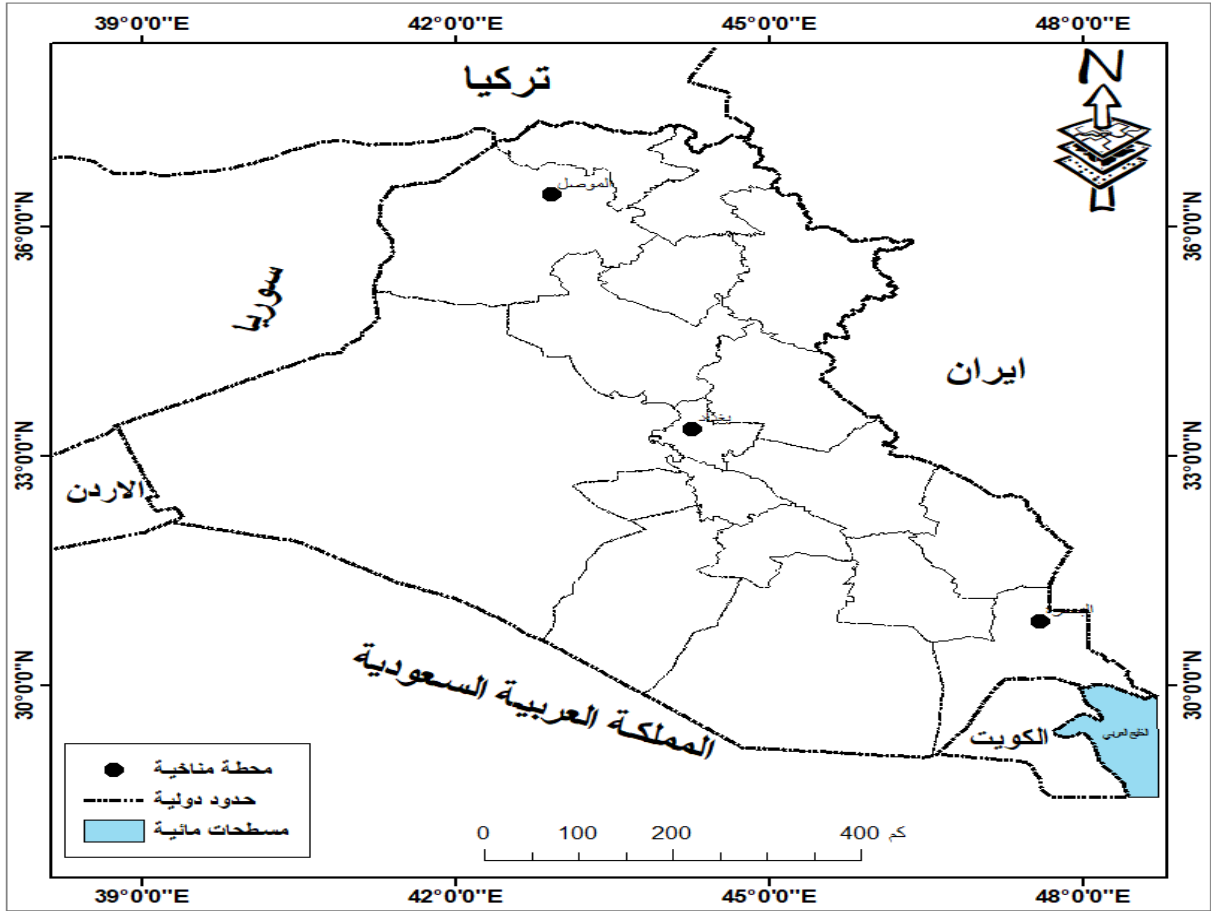 39°0'0"E 42°0'0"E 45°0'0"E 48°0'0"E
N
تركيا
الموصل
36°0'0"N 36°0'0"N
سوريا
ايران
بغداد
33°0'0"N 33°0'0"N
الاردن
30°0'0"N 30°0'0"N
المملكة العربية السعودية
الكويت
الخليج العربي
محطة مناخية
حدود دولية
مسطحات مائية
0 100 200 400 كم
39°0'0"E 42°0'0"E 45°0'0"E 48°0'0"E